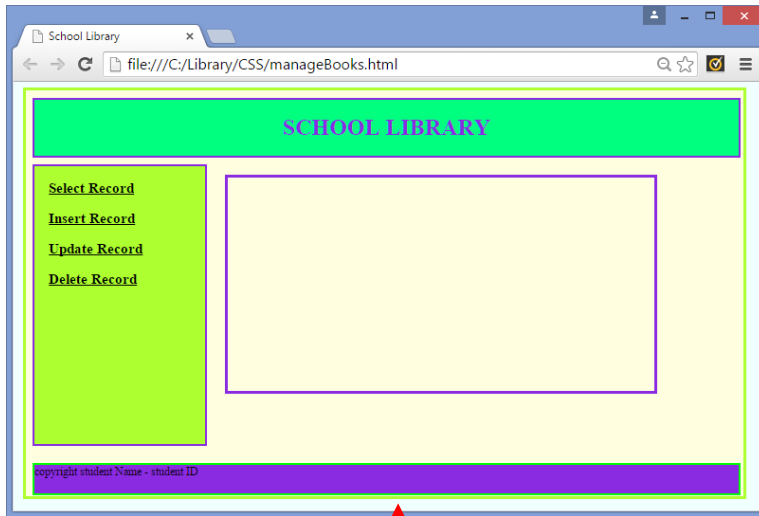 School Library
file:///C:/Library/CSS/manageBooks.html
SCHOOL LIBRARY
Select Record
Insert Record
Update Record
Delete Record
copyright student Name - student ID